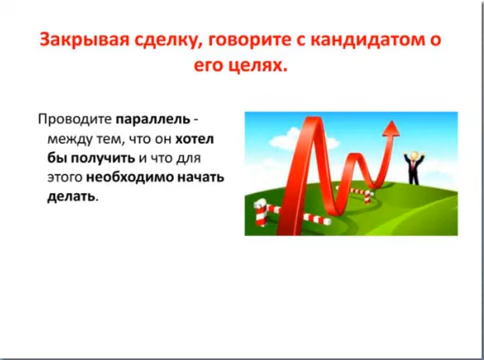 Закрывая сделку, говорите с кандидатом о
его целях.
Проводите параллель -
между тем, что он хотел
бы получить и что для
этого необходимо начать
делать.